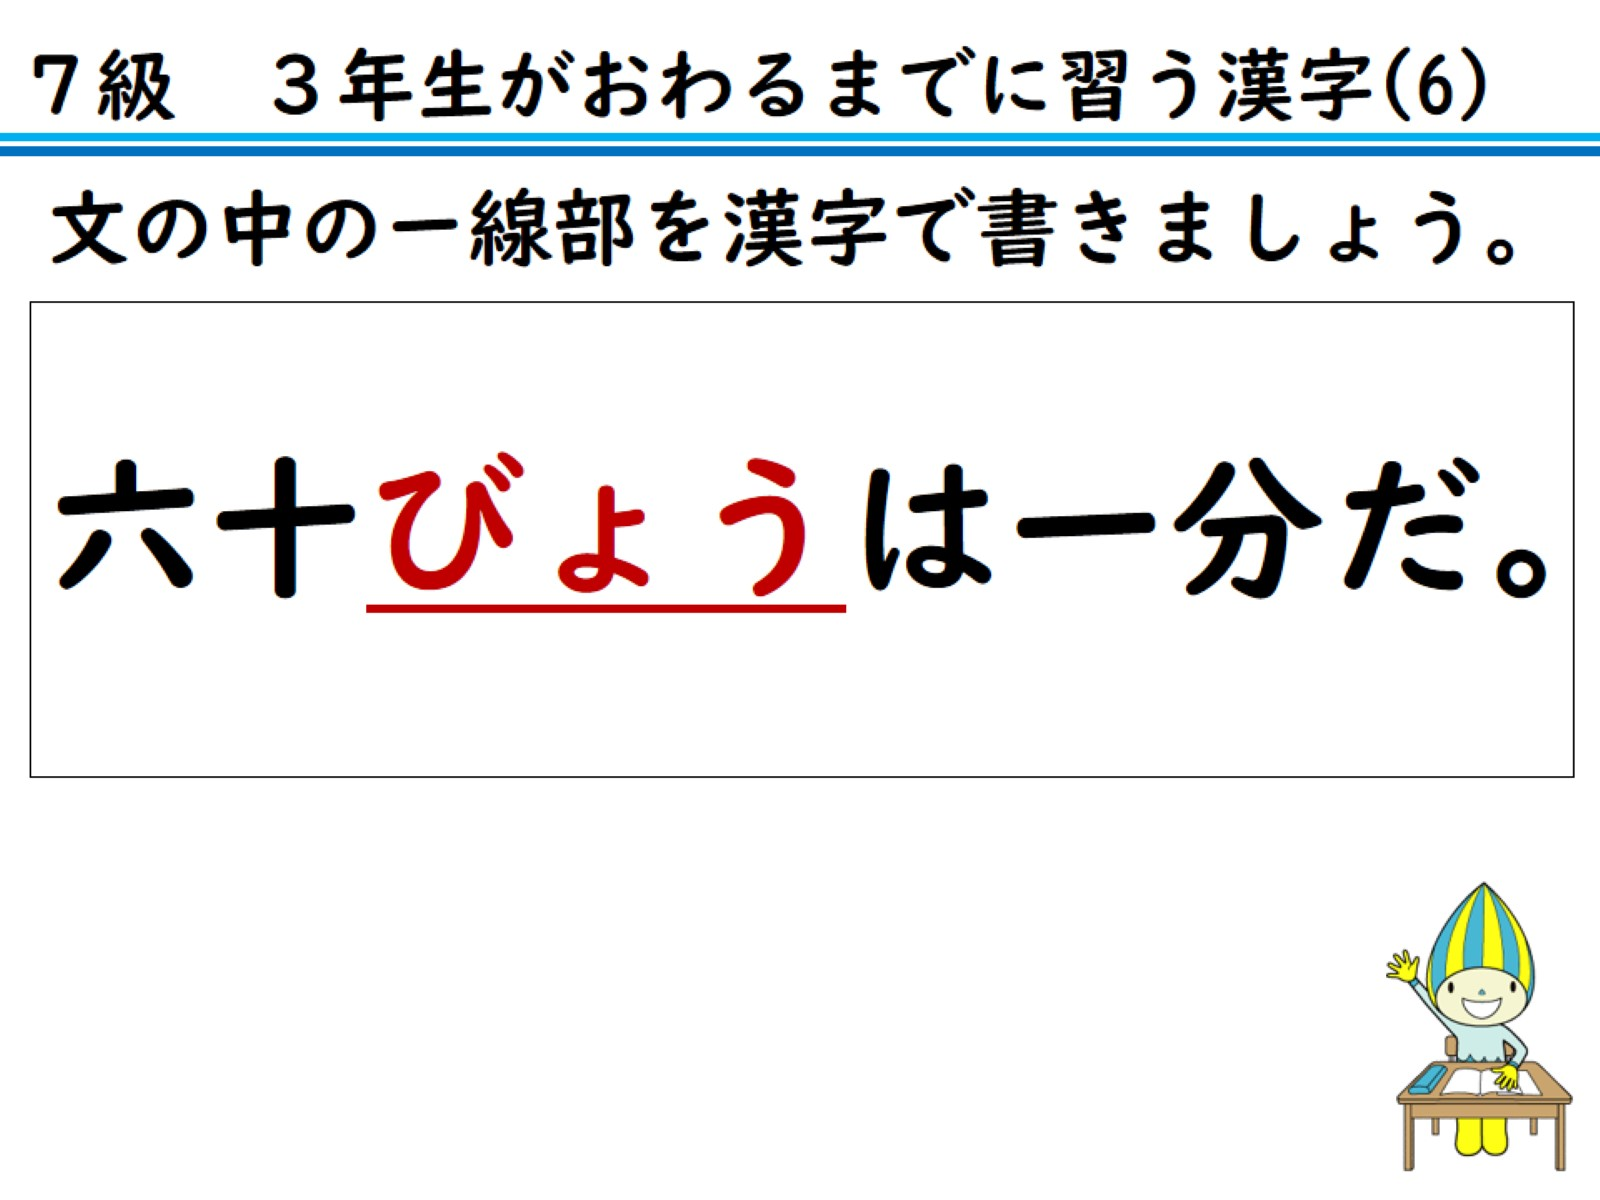 ７級　３年生がおわるまでに習う漢字(6)
文の中の一線部を漢字で書きましょう。
六十びょうは一分だ。